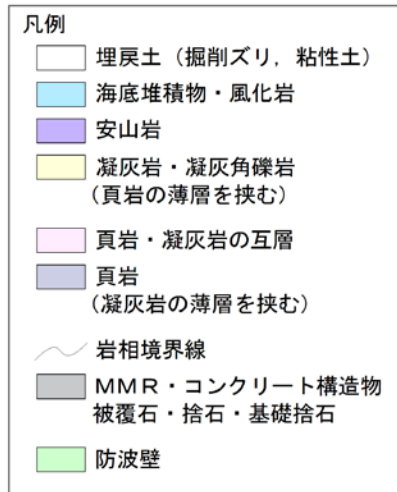 凡例
埋戻土（掘削ズリ，粘性土）
海底堆積物・風化岩
安山岩
凝灰岩・凝灰角礫岩
(頁岩の薄層を挟む)
頁岩・凝灰岩の互層
頁岩
(凝灰岩の薄層を挟む)
岩相境界線
ＭＭＲ・コンクリート構造物
被覆石・捨石・基礎捨石
防波壁